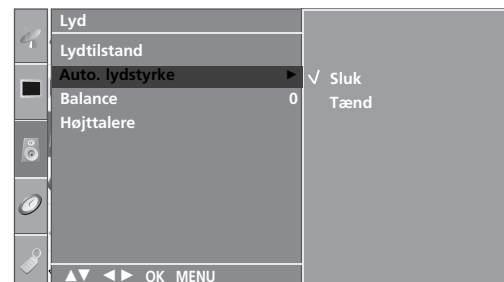 Lyd
Lydtilstand
Auto. lydstyrke ► √ Sluk
Tænd
Balance 0
Højttalere
▲▼ ◄► OK MENU